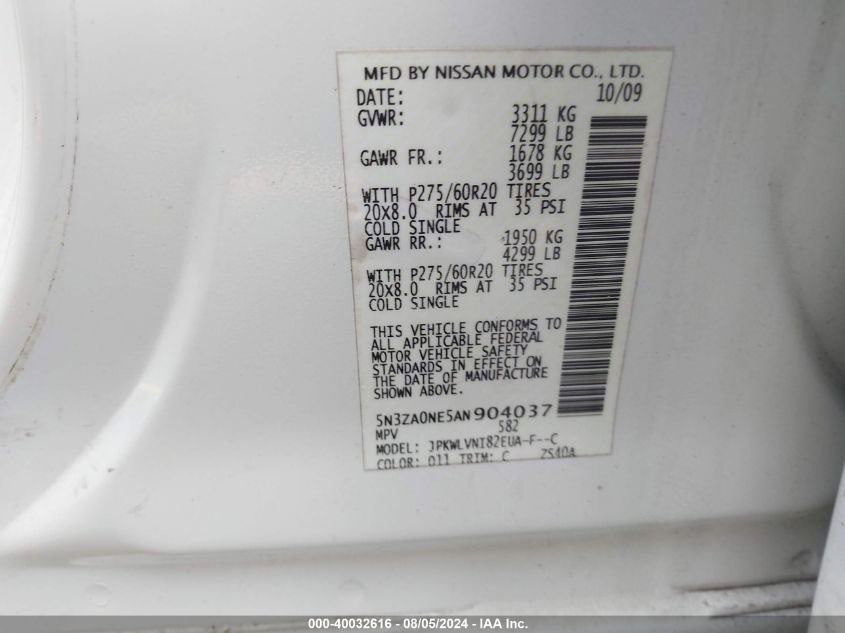 MFD BY NISSAN MOTOR CO., LTD.
DATE: 10/09
GVWR: 3311 KG
7299 LB
GAWR FR.: 1678 KG
3699 LB
WITH P275/60R20 TIRES
20X8.0 RIMS AT 35 PSI
COLD SINGLE
GAWR RR.: 1950 KG
4299 LB
WITH P275/60R20 TIRES
20X8.0 RIMS AT 35 PSI
COLD SINGLE
THIS VEHICLE CONFORMS TO
ALL APPLICABLE FEDERAL
MOTOR VEHICLE SAFETY
STANDARDS IN EFFECT ON
THE DATE OF MANUFACTURE
SHOWN ABOVE.
5N3ZA0NE5AN904037
MPV 582
MODEL: JPKWLVNI82EUA-F--C
COLOR: 011 TRIM: C ZS40A
000-40032616 - 08/05/2024 - IAA Inc.